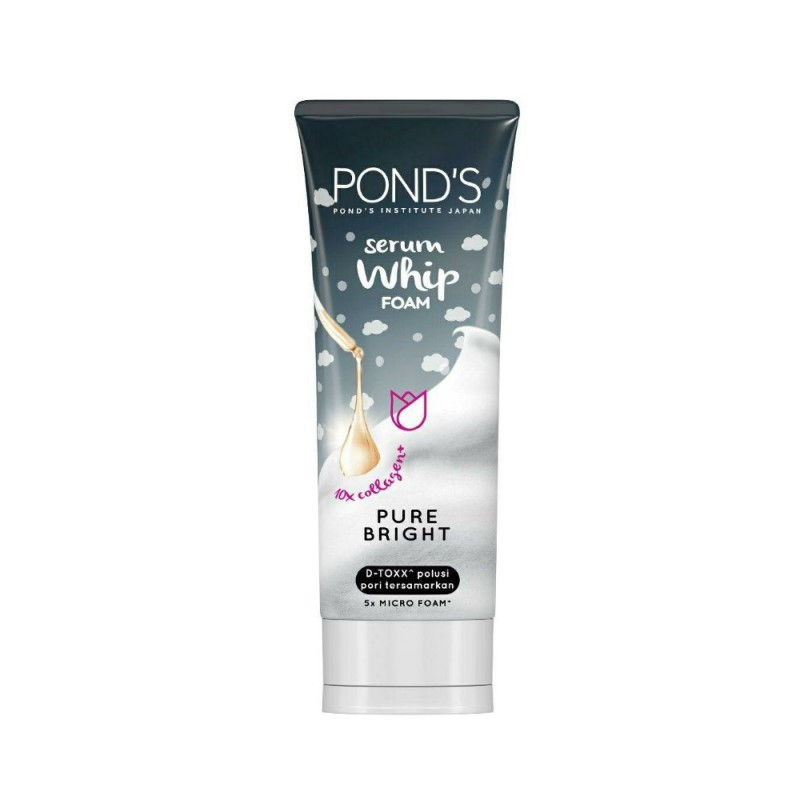 POND'S
POND'S INSTITUTE JAPAN
serum
Whip
FOAM
10x collagen+
PURE
BRIGHT
D-TOXX^ polusi
pori tersamarkan
5x MICRO FOAM~